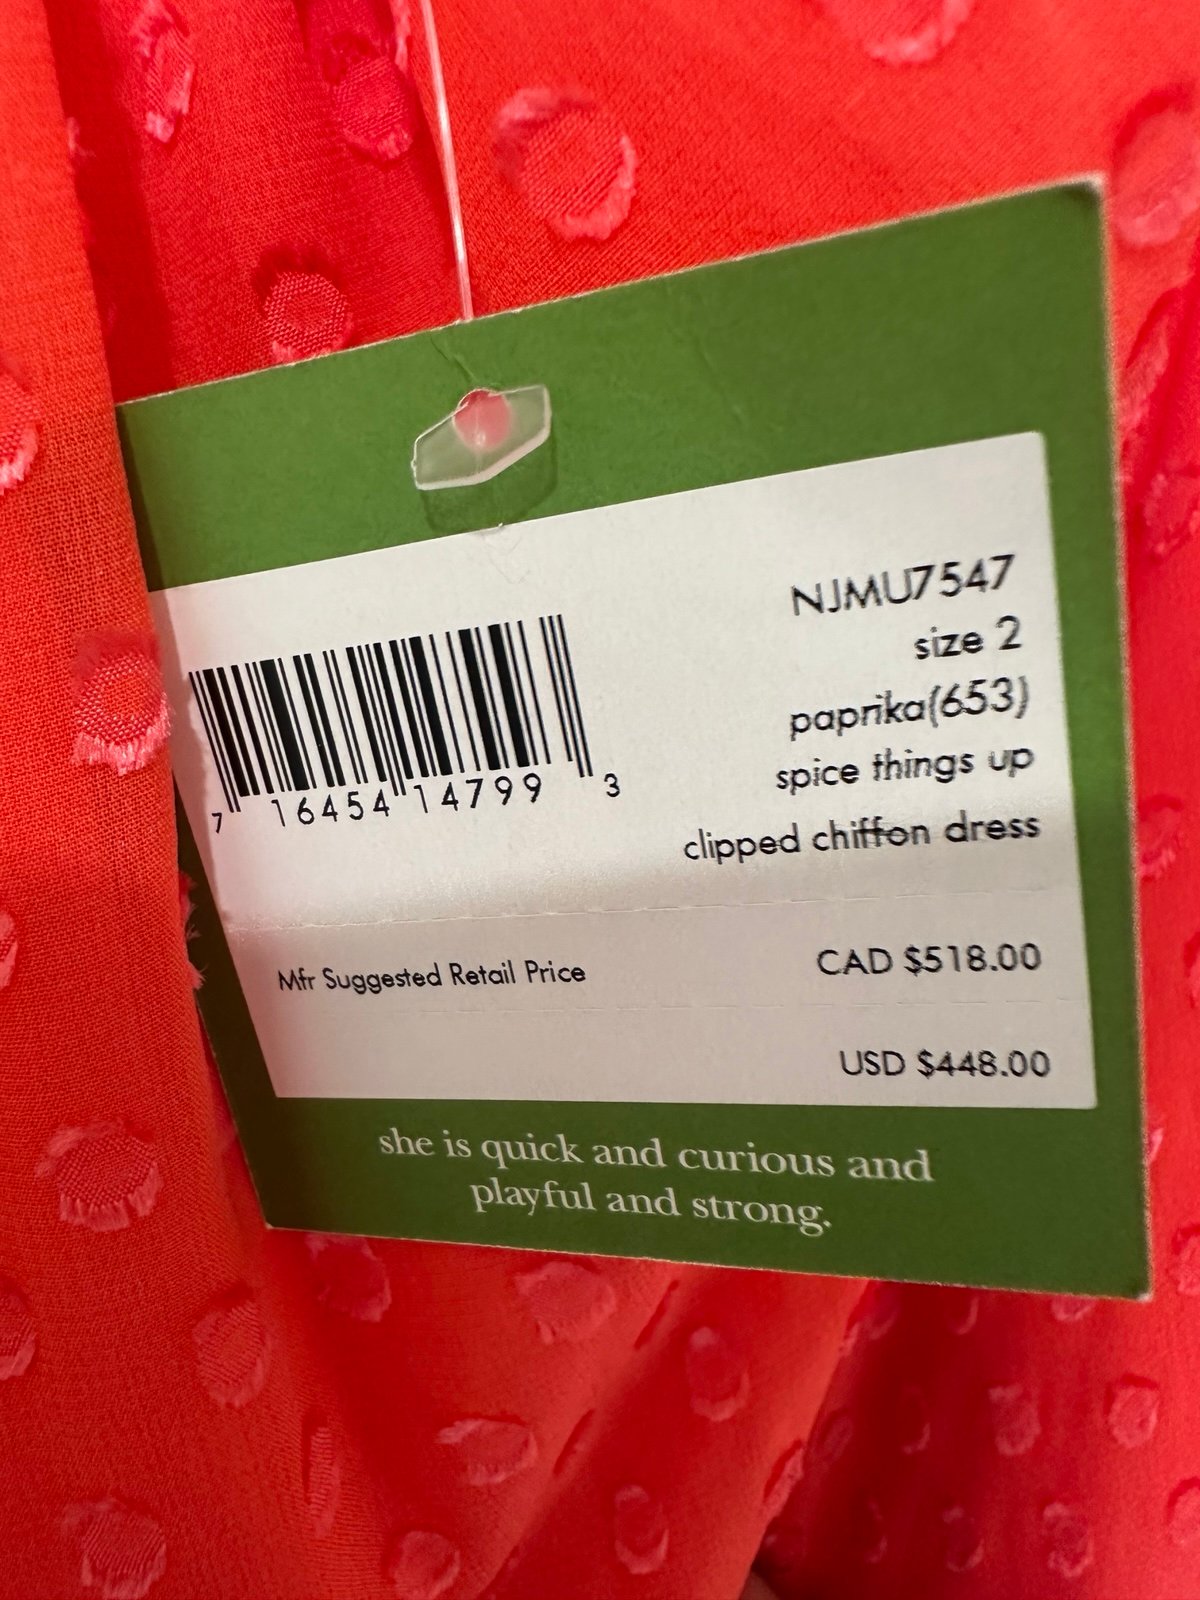 NJMU7547
size 2
paprika(653)
spice things up
clipped chiffon dress
7 16454 14799 3
Mfr Suggested Retail Price CAD $518.00
USD $448.00
she is quick and curious and
playful and strong.